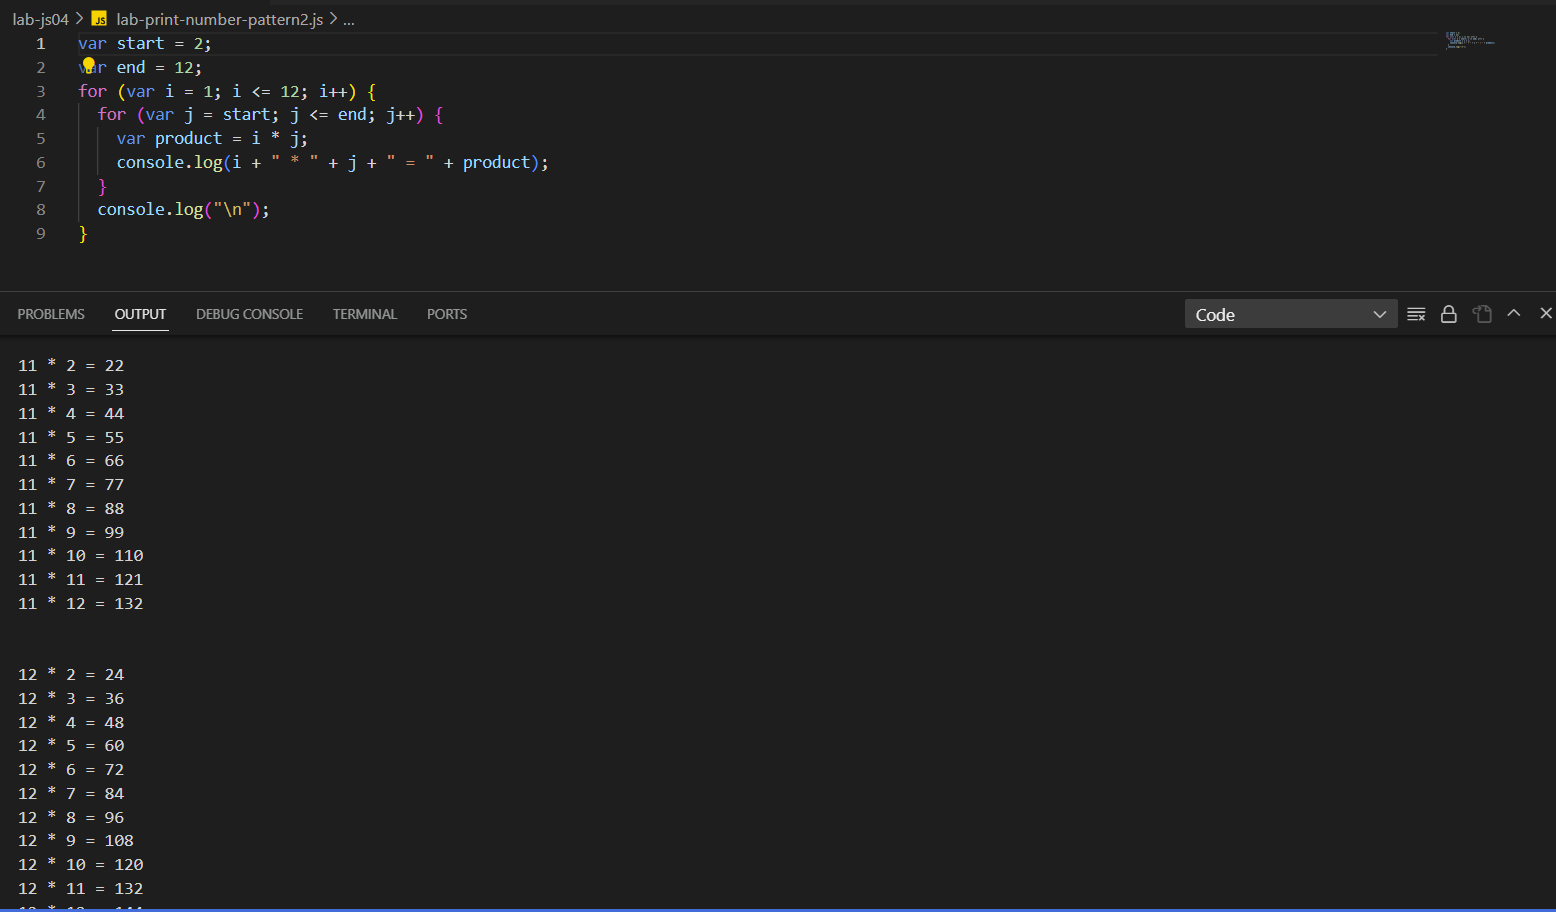 lab-js04 > JS lab-print-number-pattern2.js > ...
1 var start = 2;
2 var end = 12;
3 for (var i = 1; i <= 12; i++) {
4 for (var j = start; j <= end; j++) {
5 var product = i * j;
6 console.log(i + " * " + j + " = " + product);
7 }
8 console.log("\n");
9 }
PROBLEMS OUTPUT DEBUG CONSOLE TERMINAL PORTS Code
11 * 2 = 22
11 * 3 = 33
11 * 4 = 44
11 * 5 = 55
11 * 6 = 66
11 * 7 = 77
11 * 8 = 88
11 * 9 = 99
11 * 10 = 110
11 * 11 = 121
11 * 12 = 132
12 * 2 = 24
12 * 3 = 36
12 * 4 = 48
12 * 5 = 60
12 * 6 = 72
12 * 7 = 84
12 * 8 = 96
12 * 9 = 108
12 * 10 = 120
12 * 11 = 132